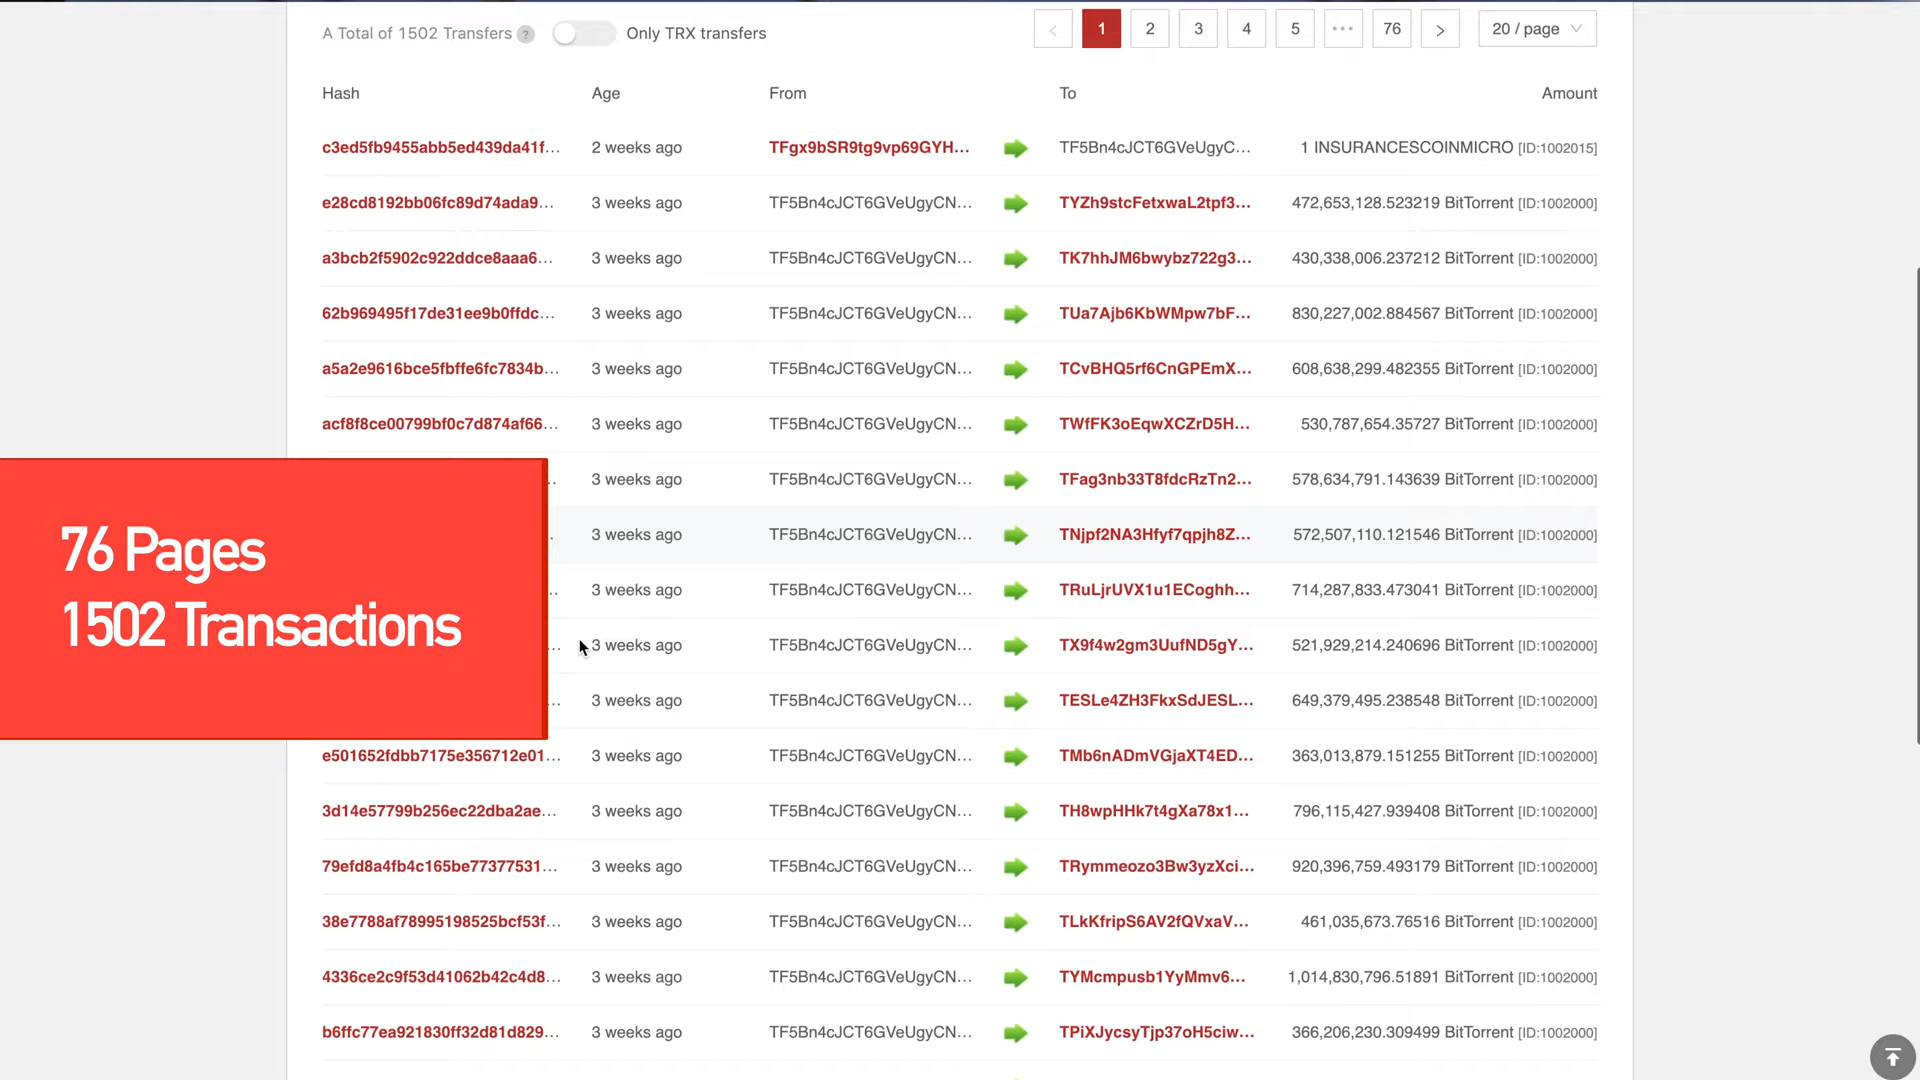 A Total of 1502 Transfers ? Only TRX transfers < 1 2 3 4 5 ••• 76 > 20 / page
Hash Age From To Amount
c3ed5fb9455abb5ed439da41f... 2 weeks ago TFgx9bSR9tg9vp69GYH... TF5Bn4cJCT6GVeUgyC... 1 INSURANCESCOINMICRO [ID:1002015]
e28cd8192bb06fc89d74ada9... 3 weeks ago TF5Bn4cJCT6GVeUgyCN... TYZh9stcFetxwaL2tpf3... 472,653,128.523219 BitTorrent [ID:1002000]
a3bcb2f5902c922ddce8aaa6... 3 weeks ago TF5Bn4cJCT6GVeUgyCN... TK7hhJM6bwybz722g3... 430,338,006.237212 BitTorrent [ID:1002000]
62b969495f17de31ee9b0ffdc... 3 weeks ago TF5Bn4cJCT6GVeUgyCN... TUa7Ajb6KbWMpw7bF... 830,227,002.884567 BitTorrent [ID:1002000]
a5a2e9616bce5fbffe6fc7834b... 3 weeks ago TF5Bn4cJCT6GVeUgyCN... TCvBHQ5rf6CnGPEmX... 608,638,299.482355 BitTorrent [ID:1002000]
acf8f8ce00799bf0c7d874af66... 3 weeks ago TF5Bn4cJCT6GVeUgyCN... TWfFK3oEqwXCZrD5H... 530,787,654.35727 BitTorrent [ID:1002000]
3 weeks ago TF5Bn4cJCT6GVeUgyCN... TFag3nb33T8fdcRzTn2... 578,634,791.143639 BitTorrent [ID:1002000]
3 weeks ago TF5Bn4cJCT6GVeUgyCN... TNjpf2NA3Hfyf7qpjh8Z... 572,507,110.121546 BitTorrent [ID:1002000]
76 Pages
3 weeks ago TF5Bn4cJCT6GVeUgyCN... TRuLjrUVX1u1ECoghh... 714,287,833.473041 BitTorrent [ID:1002000]
1502 Transactions
3 weeks ago TF5Bn4cJCT6GVeUgyCN... TX9f4w2gm3UufND5gY... 521,929,214.240696 BitTorrent [ID:1002000]
3 weeks ago TF5Bn4cJCT6GVeUgyCN... TESLe4ZH3FkxSdJESL... 649,379,495.238548 BitTorrent [ID:1002000]
e501652fdbb7175e356712e01... 3 weeks ago TF5Bn4cJCT6GVeUgyCN... TMb6nADmVGjaXT4ED... 363,013,879.151255 BitTorrent [ID:1002000]
3d14e57799b256ec22dba2ae... 3 weeks ago TF5Bn4cJCT6GVeUgyCN... TH8wpHHk7t4gXa78x1... 796,115,427.939408 BitTorrent [ID:1002000]
79efd8a4fb4c165be77377531... 3 weeks ago TF5Bn4cJCT6GVeUgyCN... TRymmeozo3Bw3yzXci... 920,396,759.493179 BitTorrent [ID:1002000]
38e7788af78995198525bcf53f... 3 weeks ago TF5Bn4cJCT6GVeUgyCN... TLkKfripS6AV2fQVxaV... 461,035,673.76516 BitTorrent [ID:1002000]
4336ce2c9f53d41062b42c4d8... 3 weeks ago TF5Bn4cJCT6GVeUgyCN... TYMcmpusb1YyMmv6... 1,014,830,796.51891 BitTorrent [ID:1002000]
b6ffc77ea921830ff32d81d829... 3 weeks ago TF5Bn4cJCT6GVeUgyCN... TPiXJycsyTjp37oH5ciw... 366,206,230.309499 BitTorrent [ID:1002000]